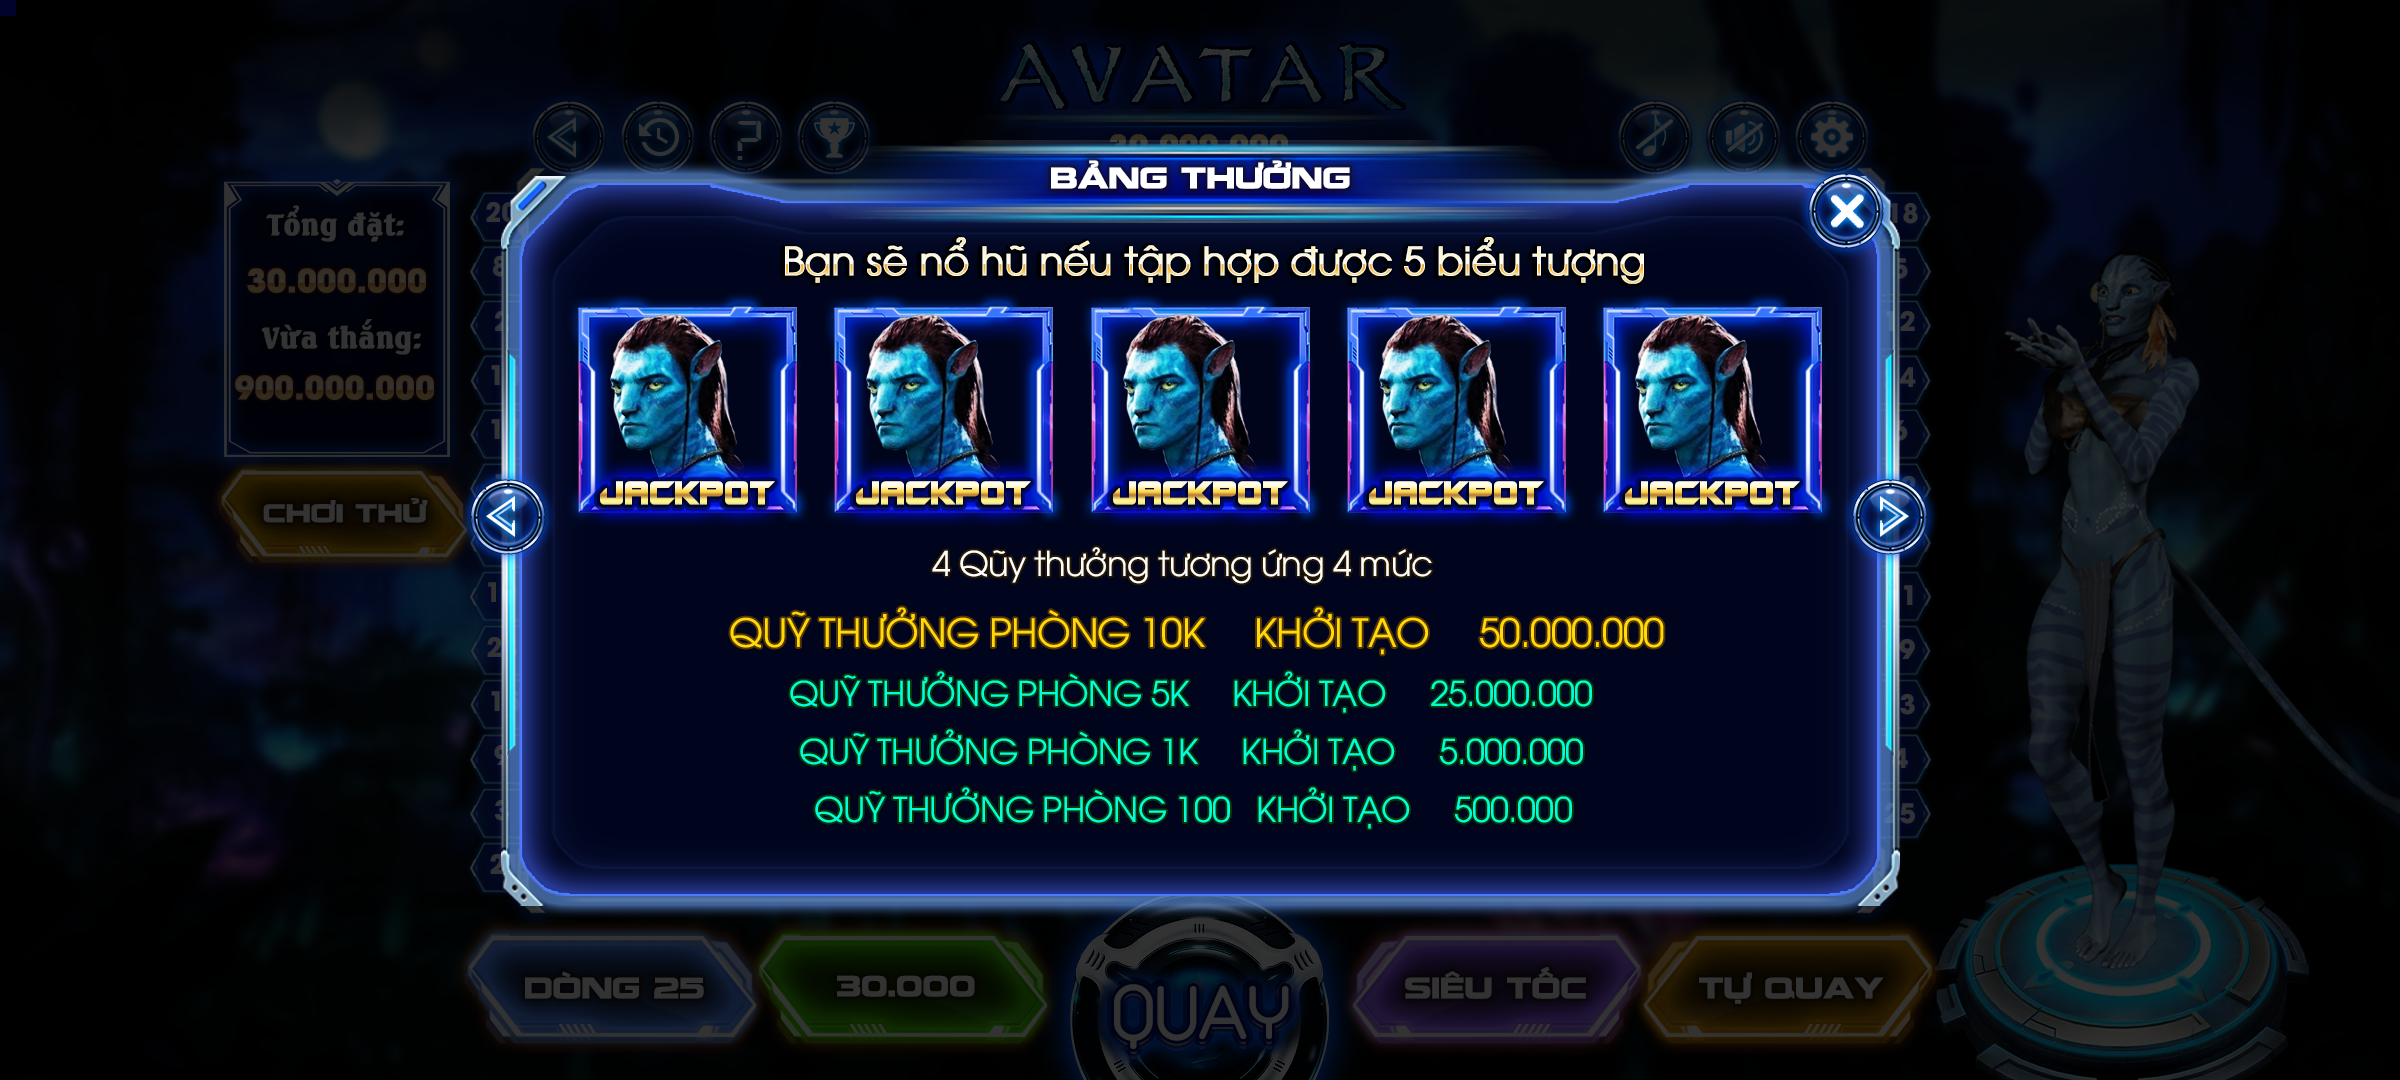 AVATAR
30.000.000
BẢNG THƯỞNG
Tổng đặt:
30.000.000
Vừa thắng:
900.000.000
CHƠI THỬ
Bạn sẽ nổ hũ nếu tập hợp được 5 biểu tượng
JACKPOT JACKPOT JACKPOT JACKPOT JACKPOT
4 Qũy thưởng tương ứng 4 mức
QUỸ THƯỞNG PHÒNG 10K KHỞI TẠO 50.000.000
QUỸ THƯỞNG PHÒNG 5K KHỞI TẠO 25.000.000
QUỸ THƯỞNG PHÒNG 1K KHỞI TẠO 5.000.000
QUỸ THƯỞNG PHÒNG 100 KHỞI TẠO 500.000
DÒNG 25
30.000
QUAY
SIÊU TỐC
TỰ QUAY